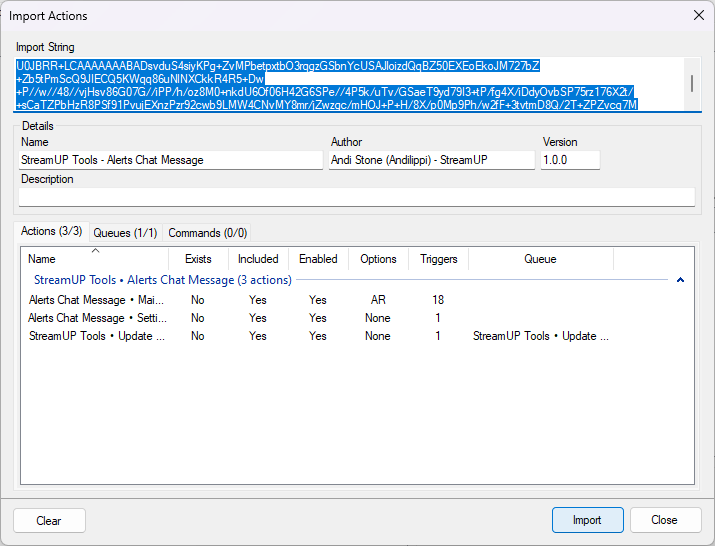 Import Actions
Import String
U0JBRR+LCAAAAAAABADsvduS4siyKPg+ZvMPbetpxtbO3rqgzGSbnYcUSAJloizdQqBZ50EXEoEkoJM727bZ
+Zb5tPmScQ9JIECQ5KWqq86uNlNXCkkR4R5+Dw
+P//w//48//vjHsv86G07G//iPP/h/oz8M0+nkdU6Of06H42G6SPe//4P5k/uTv/GSaeT9yd79I3+tP/fg4X/iDdyOvbSP75rz176X2t/
+sCaTZPbHzR8PSf91PvujEXnzPzr92cwb9LMW4CNvMY8mr/jZwzgc/mHOJ+P+H/8X/p0Mp9Ph/w2fF+3tvtmD8Q/2T+ZPZvcg7M
Details
Name
Author
Version
StreamUP Tools - Alerts Chat Message
Andi Stone (Andilippi) - StreamUP
1.0.0
Description
Actions (3/3)
Queues (1/1)
Commands (0/0)
Name Exists Included Enabled Options Triggers Queue
StreamUP Tools • Alerts Chat Message (3 actions)
Alerts Chat Message • Mai... No Yes Yes AR 18
Alerts Chat Message • Setti... No Yes Yes None 1
StreamUP Tools • Update ... No Yes Yes None 1 StreamUP Tools • Update ...
Clear
Import
Close